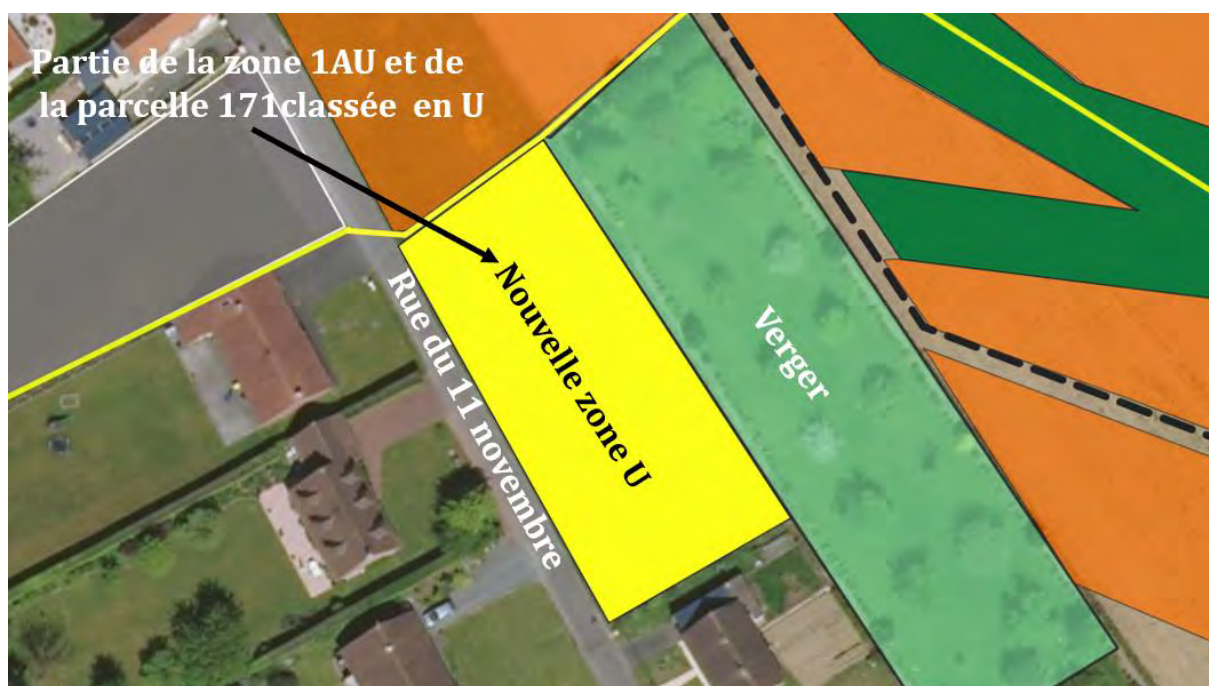 Partie de la zone 1AU et de
la parcelle 171classée en U
Nouvelle zone U
Rue du 11 novembre
Verger